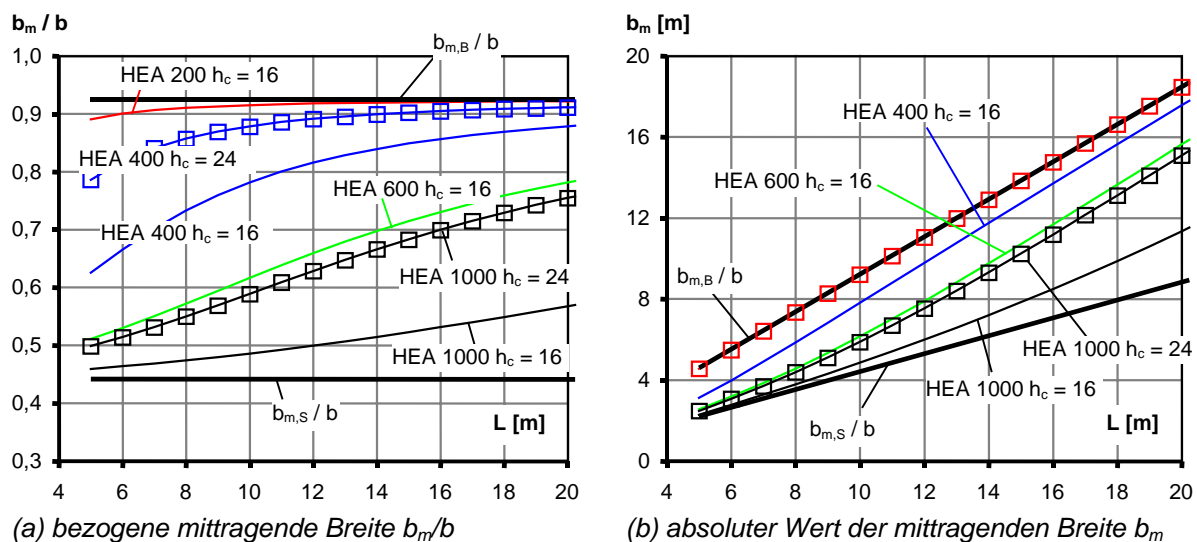 b_m / b
1,0
0,9
0,8
0,7
0,6
0,5
0,4
0,3
4 6 8 10 12 14 16 18 20
HEA 200 h_c = 16
b_m,B / b
HEA 400 h_c = 24
HEA 400 h_c = 16
HEA 600 h_c = 16
HEA 1000 h_c = 24
HEA 1000 h_c = 16
b_m,S / b
L [m]
(a) bezogene mittragende Breite b_m/b
b_m [m]
20
16
12
8
4
0
4 6 8 10 12 14 16 18 20
HEA 400 h_c = 16
HEA 600 h_c = 16
b_m,B / b
HEA 1000 h_c = 24
HEA 1000 h_c = 16
b_m,S / b
L [m]
(b) absoluter Wert der mittragenden Breite b_m